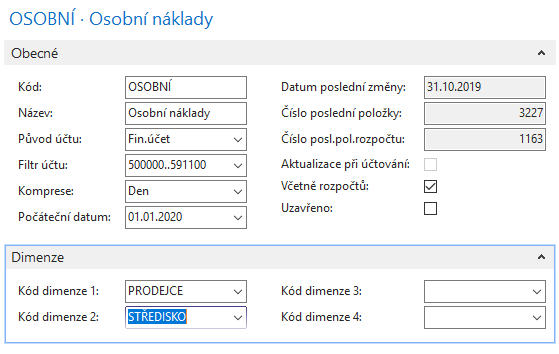 OSOBNÍ · Osobní náklady
Obecné
Kód: OSOBNÍ Datum poslední změny: 31.10.2019
Název: Osobní náklady Číslo poslední položky: 3227
Původ účtu: Fin.účet Číslo posl.pol.rozpočtu: 1163
Filtr účtu: 500000..591100 Aktualizace při účtování:
Komprese: Den Včetně rozpočtů:
Počáteční datum: 01.01.2020 Uzavřeno:
Dimenze
Kód dimenze 1: PRODEJCE Kód dimenze 3:
Kód dimenze 2: STŘEDISKO Kód dimenze 4: